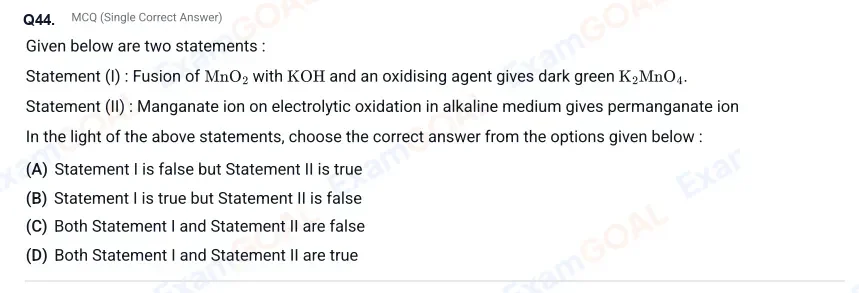 Q44. MCQ (Single Correct Answer)
Given below are two statements :
Statement (I) : Fusion of MnO₂ with KOH and an oxidising agent gives dark green K₂MnO₄.
Statement (II) : Manganate ion on electrolytic oxidation in alkaline medium gives permanganate ion
In the light of the above statements, choose the correct answer from the options given below :
(A) Statement I is false but Statement II is true
(B) Statement I is true but Statement II is false
(C) Both Statement I and Statement II are false
(D) Both Statement I and Statement II are true